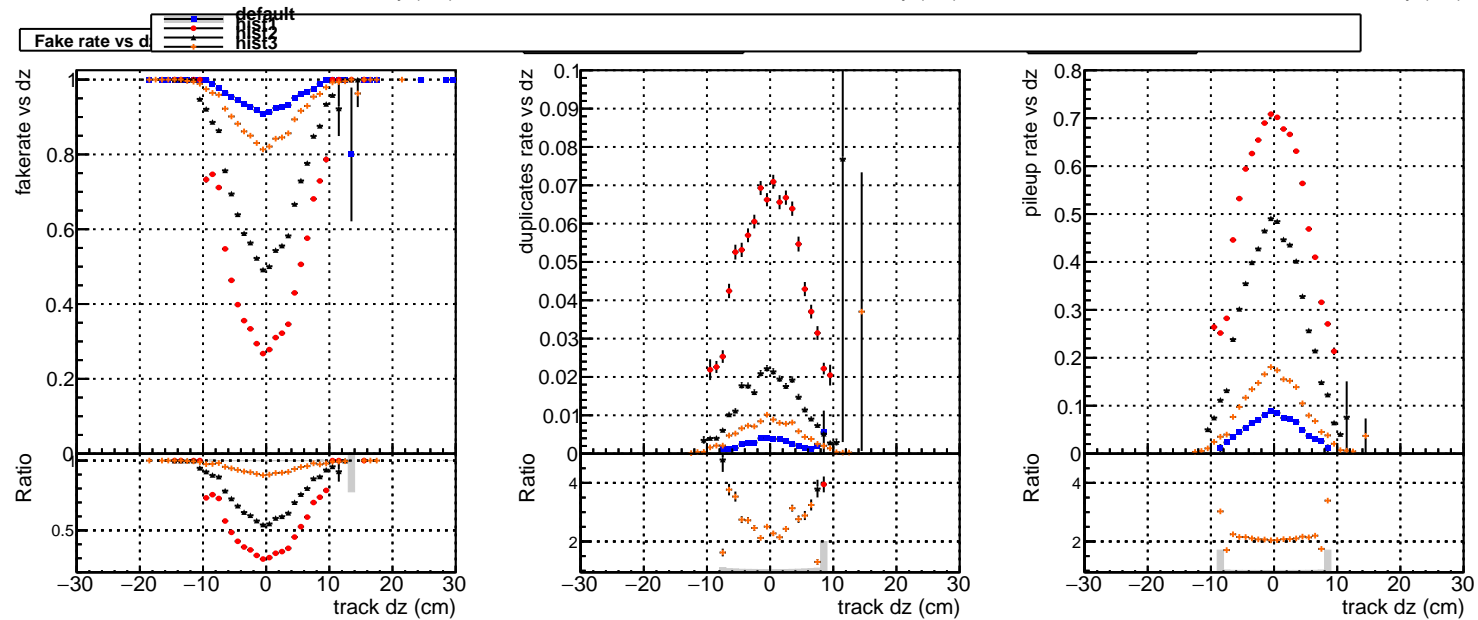 default
hist1
hist2
hist3
Fake rate vs dz
fakerate vs dz
1
0.8
0.6
0.4
0.2
0
Ratio
0.5
−30 −20 −10 0 10 20 30
track dz (cm)
duplicates rate vs dz
0.1
0.09
0.08
0.07
0.06
0.05
0.04
0.03
0.02
0.01
0
Ratio
4
2
−30 −20 −10 0 10 20 30
track dz (cm)
pileup rate vs dz
0.8
0.7
0.6
0.5
0.4
0.3
0.2
0.1
0
Ratio
4
2
−30 −20 −10 0 10 20 30
track dz (cm)